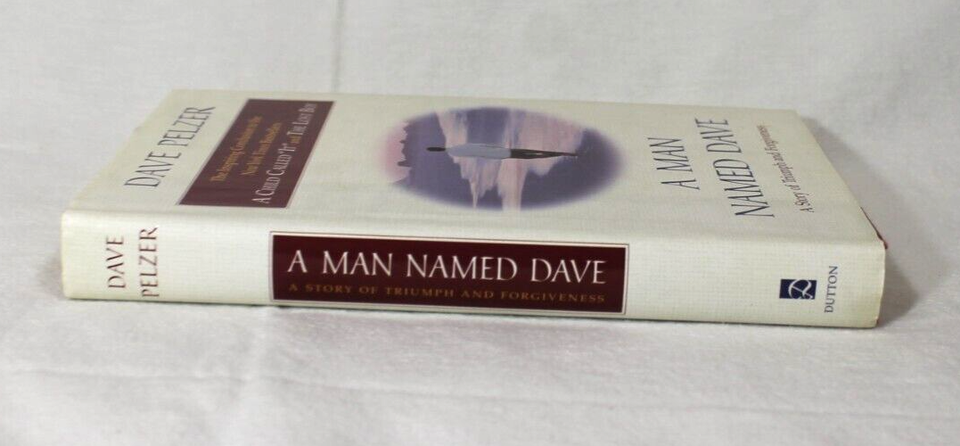 DAVE PELZER
The Inspiring Conclusion to the
New York Times Bestsellers
A CHILD CALLED "IT" and THE LOST BOY
A MAN
NAMED DAVE
A Story of Triumph and Forgiveness
DAVE
PELZER
A MAN NAMED DAVE
A STORY OF TRIUMPH AND FORGIVENESS
DUTTON